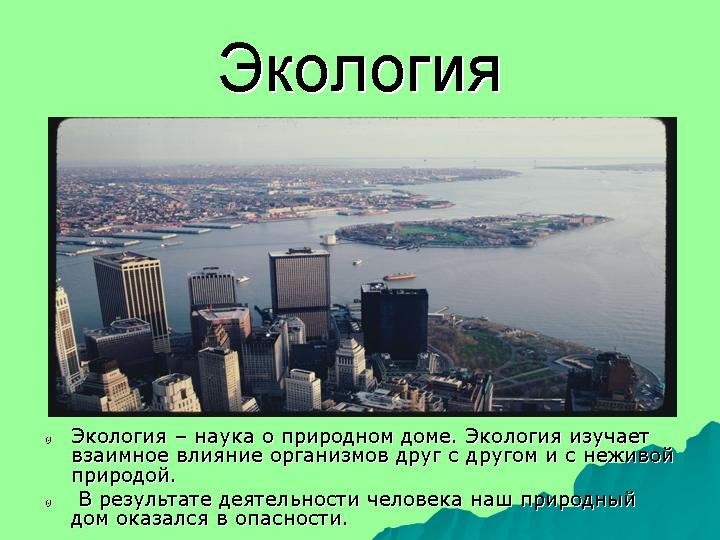 Экология
Экология – наука о природном доме. Экология изучает
взаимное влияние организмов друг с другом и с неживой
природой.
В результате деятельности человека наш природный
дом оказался в опасности.